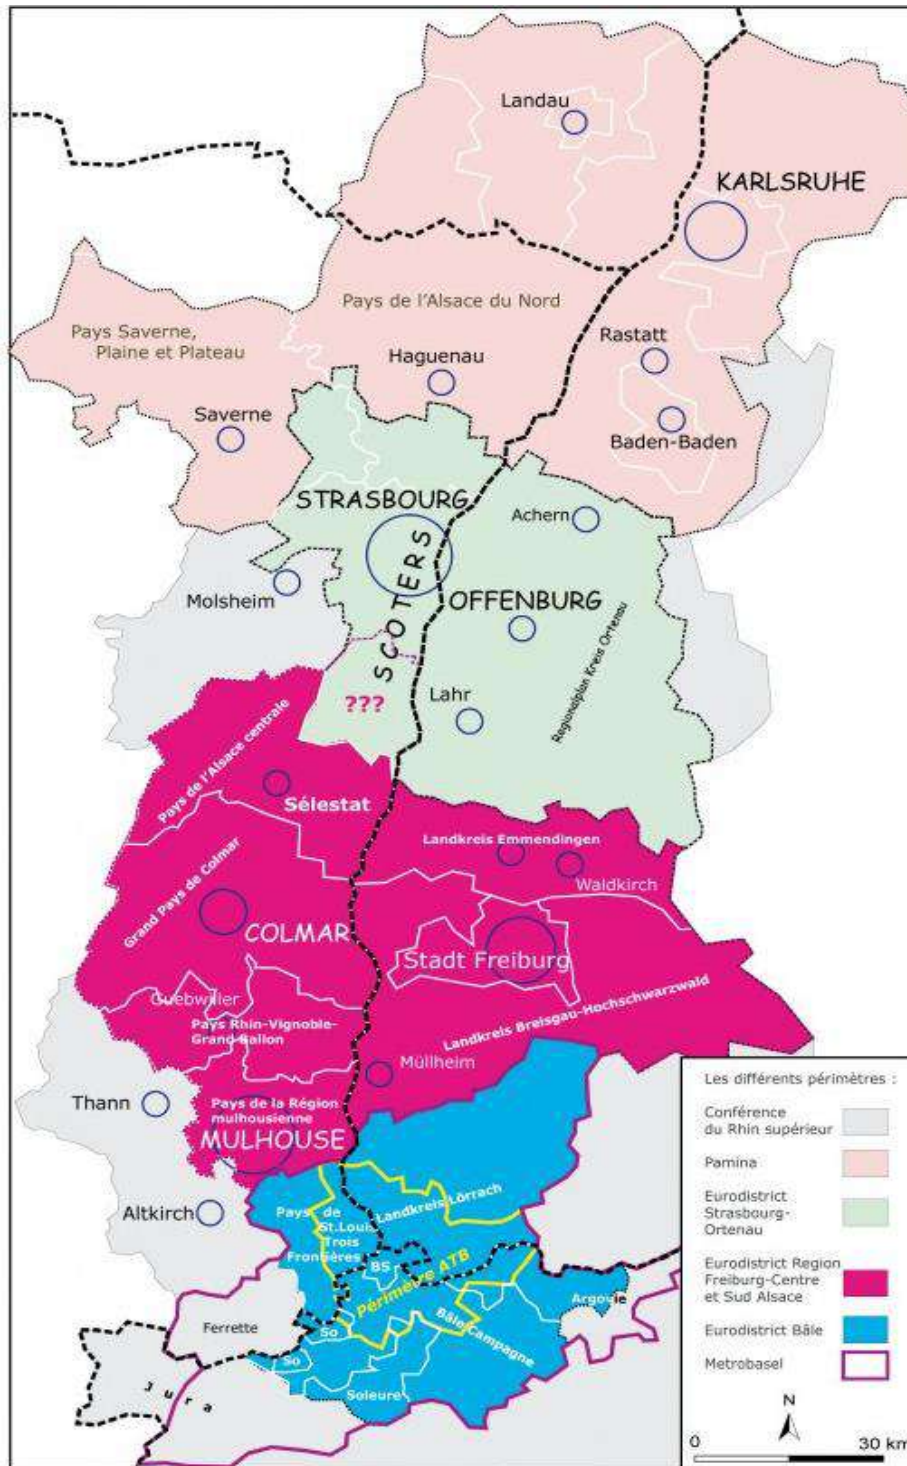 Landau
KARLSRUHE
Pays de l'Alsace du Nord
Pays Saverne,
Plaine et Plateau
Rastatt
Haguenau
Saverne
Baden-Baden
STRASBOURG
Achern
SCOTERS
Molsheim
OFFENBURG
Regionalplan Kreis Ortenau
Lahr
???
Pays de l'Alsace centrale
Sélestat
Landkreis Emmendingen
Waldkirch
Grand Pays de Colmar
COLMAR
Stadt Freiburg
Guebwiller
Pays Rhin-Vignoble-
Grand Ballon
Landkreis Breisgau-Hochschwarzwald
Müllheim
Thann
Pays de la Région
mulhousienne
MULHOUSE
Altkirch
Pays de
St.Louis
Trois
Frontières
Landkreis Lörrach
BS
Périmètre ATB
Argovie
Bâle Campagne
Ferrette
So
So
Soleure
Jura
Les différents périmètres :
Conférence
du Rhin supérieur
Pamina
Eurodistrict
Strasbourg-
Ortenau
Eurodistrict Region
Freiburg-Centre
et Sud Alsace
Eurodistrict Bâle
Metrobasel
N
0 30 km